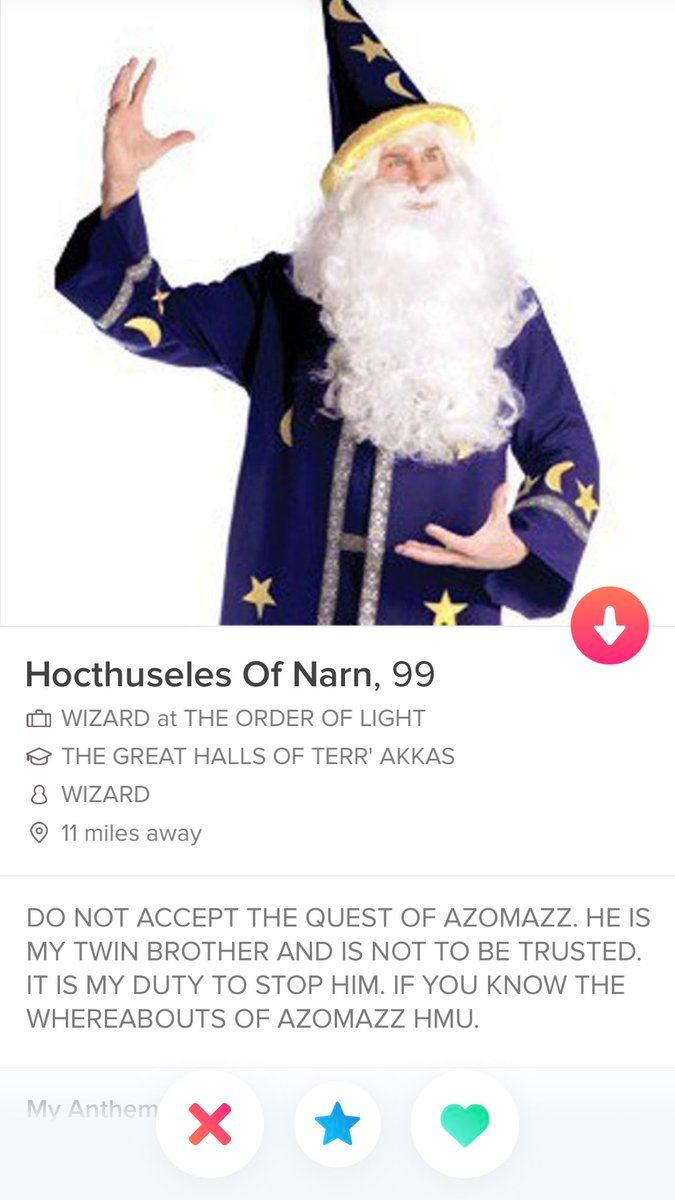 Hocthuseles Of Narn, 99
WIZARD at THE ORDER OF LIGHT
THE GREAT HALLS OF TERR' AKKAS
WIZARD
11 miles away
DO NOT ACCEPT THE QUEST OF AZOMAZZ. HE IS
MY TWIN BROTHER AND IS NOT TO BE TRUSTED.
IT IS MY DUTY TO STOP HIM. IF YOU KNOW THE
WHEREABOUTS OF AZOMAZZ HMU.
My Anthem